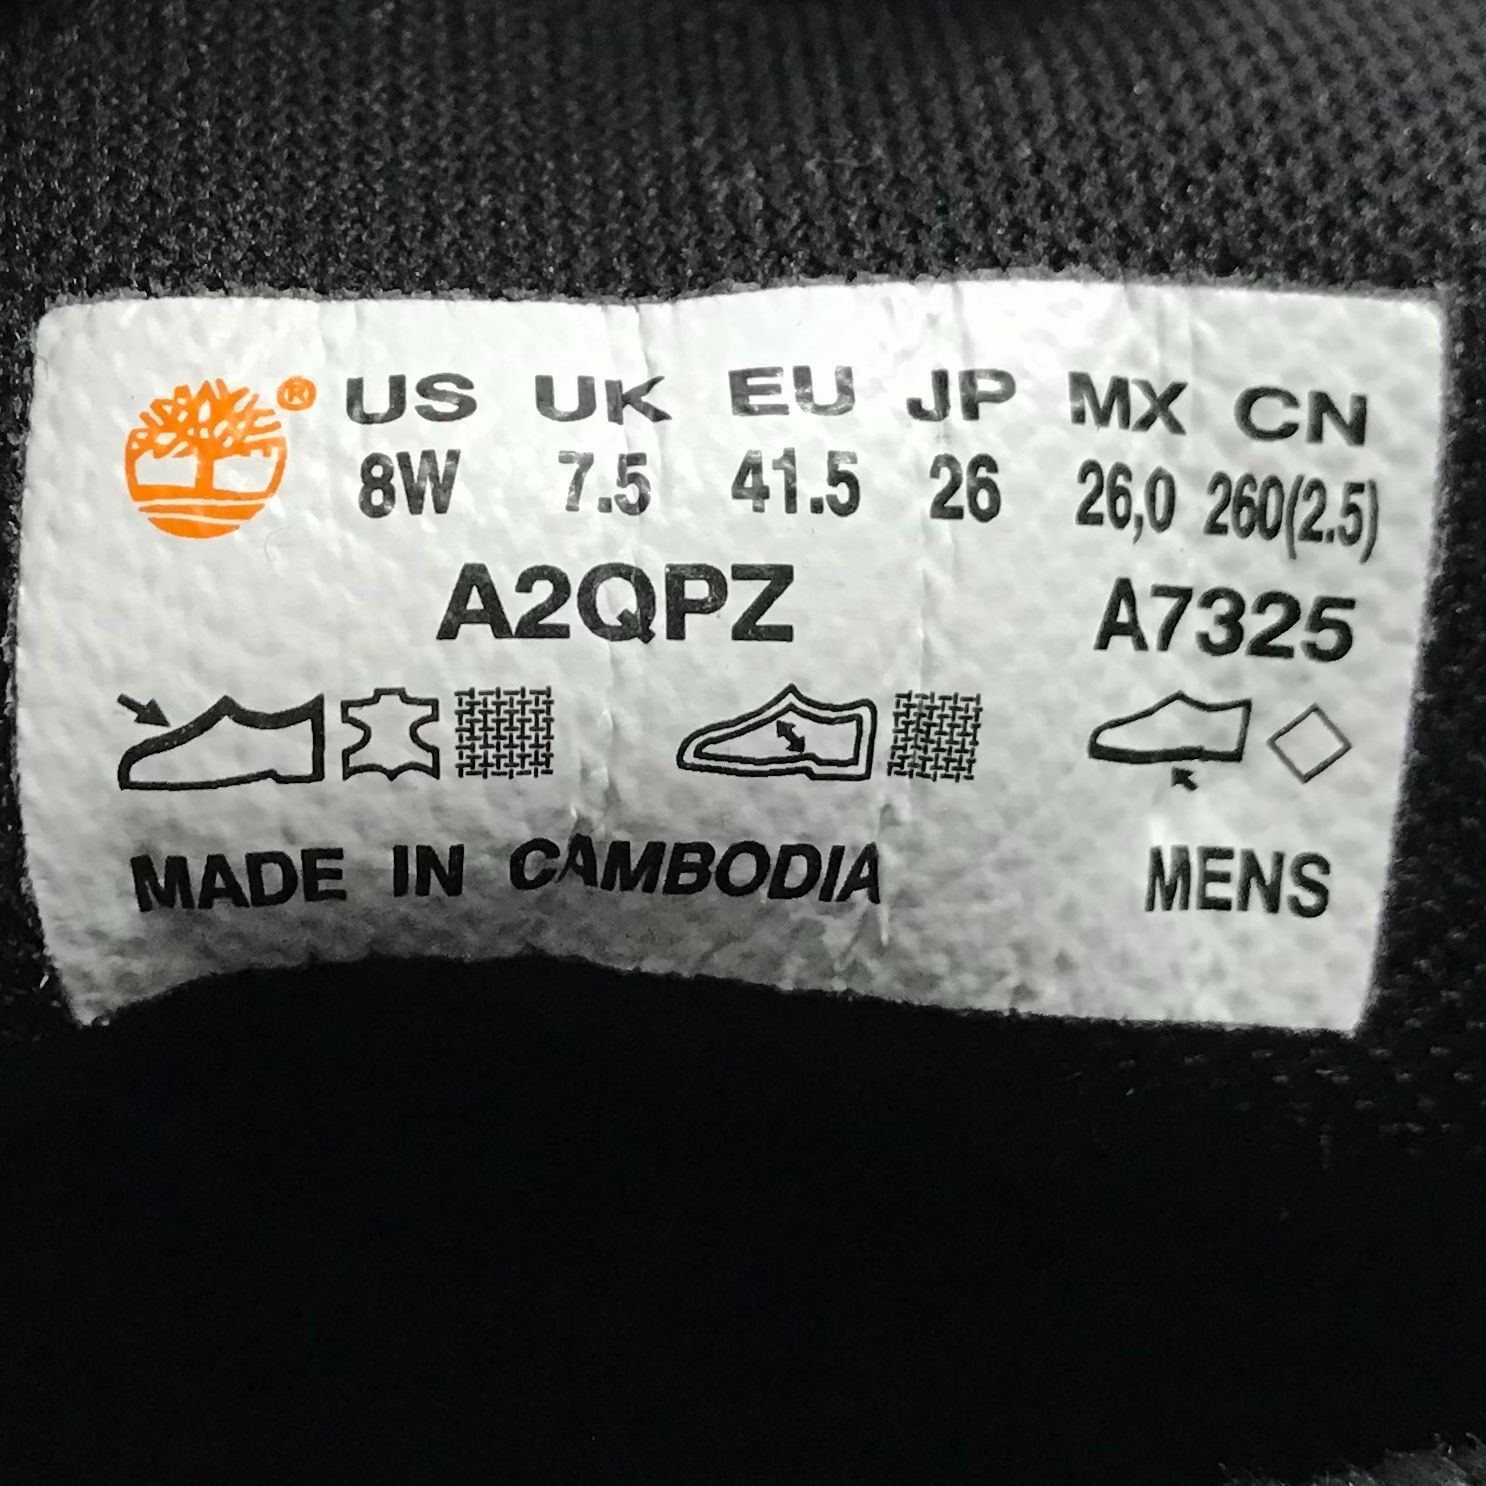 ® US UK EU JP MX CN
8W 7.5 41.5 26 26,0 260(2.5)
A2QPZ A7325
MADE IN CAMBODIA MENS